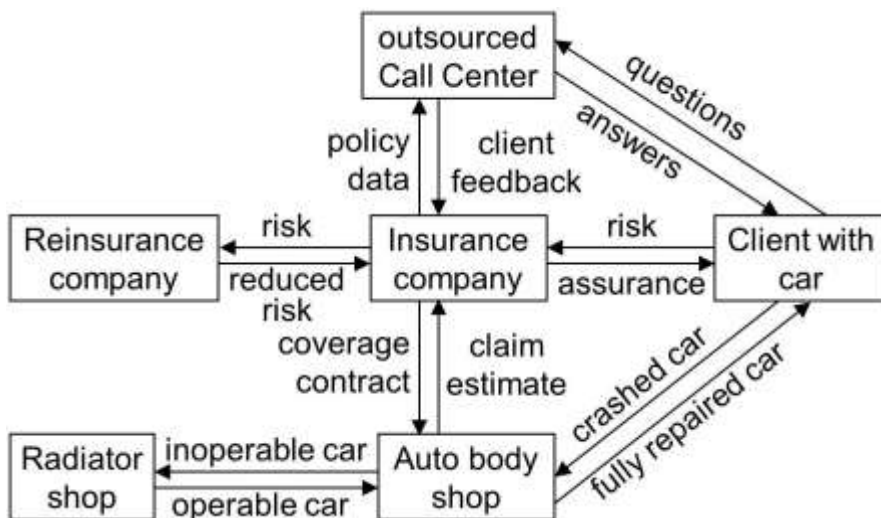 outsourced
Call Center
questions
answers
policy
data
client
feedback
Reinsurance
company
risk
reduced
risk
Insurance
company
risk
assurance
Client with
car
coverage
contract
claim
estimate
crashed car
fully repaired car
Radiator
shop
inoperable car
operable car
Auto body
shop